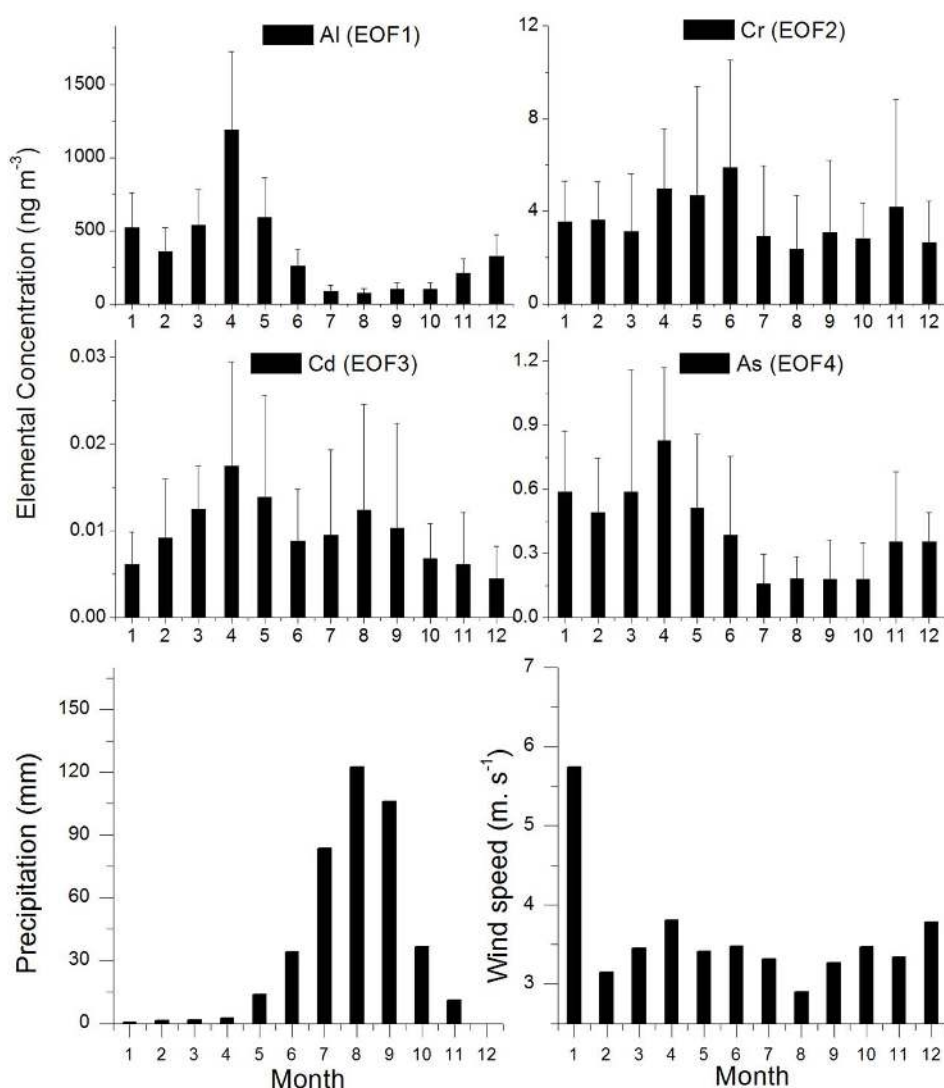 Elemental Concentration (ng m⁻³)
Al (EOF1)
1500
1000
500
0
1 2 3 4 5 6 7 8 9 10 11 12
Cr (EOF2)
12
8
4
0
1 2 3 4 5 6 7 8 9 10 11 12
Cd (EOF3)
0.03
0.02
0.01
0.00
1 2 3 4 5 6 7 8 9 10 11 12
As (EOF4)
1.2
0.9
0.6
0.3
0.0
1 2 3 4 5 6 7 8 9 10 11 12
Precipitation (mm)
150
120
90
60
30
0
1 2 3 4 5 6 7 8 9 10 11 12
Month
Wind speed (m. s⁻¹)
7
6
5
4
3
1 2 3 4 5 6 7 8 9 10 11 12
Month